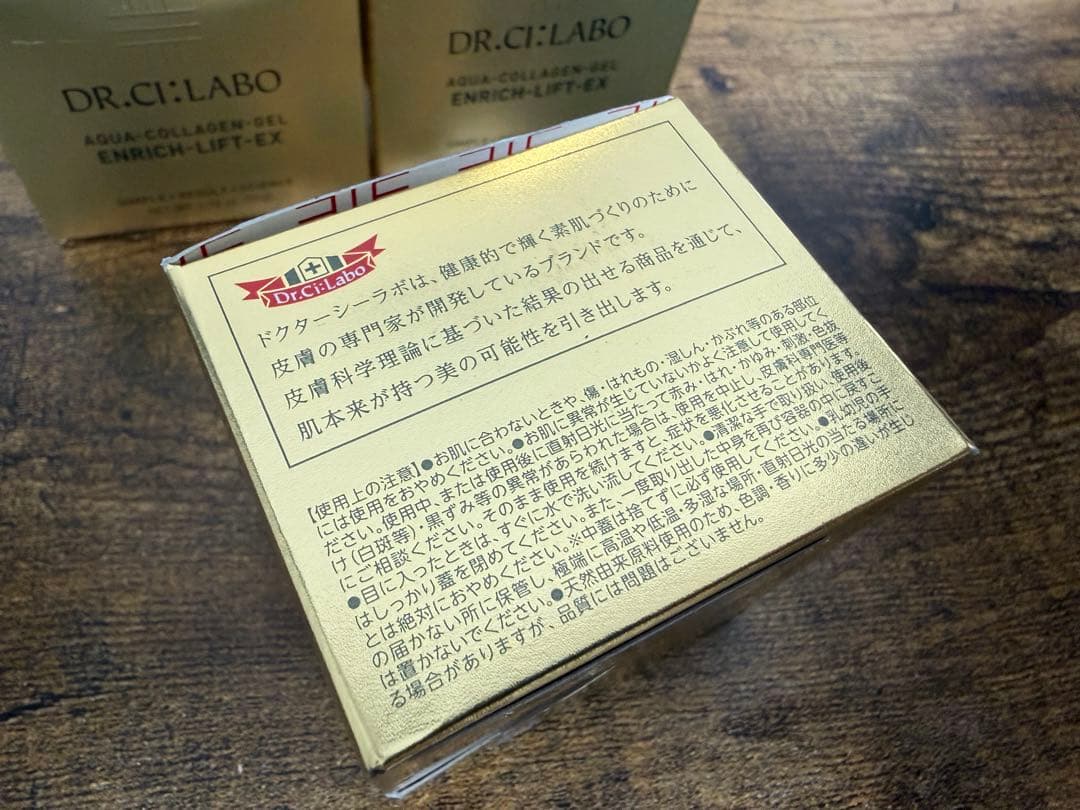 DR.CI:LABO
AQUA-COLLAGEN-GEL
ENRICH-LIFT-EX
DR.CI:LABO
AQUA-COLLAGEN-GEL
ENRICH-LIFT-EX
Dr.Ci:Labo
ドクターシーラボは、健康的で輝く素肌づくりのために
皮膚の専門家が開発しているブランドです。
皮膚科学理論に基づいた結果の出せる商品を通じて、
肌本来が持つ美の可能性を引き出します。
【使用上の注意】●お肌に合わないときや、傷・はれもの・湿しん・かぶれ等のある部位
には使用をおやめください。●お肌に異常が生じていないかよく注意して使用してく
ださい。使用中、または使用後に直射日光に当たって赤み・はれ・かゆみ・刺激・色抜
け(白斑等)・黒ずみ等の異常があらわれた場合は、使用を中止し、皮膚科専門医等
にご相談ください。そのまま使用を続けますと、症状を悪化させることがあります。
●目に入ったときは、すぐに水で洗い流してください。●清潔な手で取り扱い、使用後
はしっかり蓋を閉めてください。また、一度取り出した中身を再び容器の中に戻すこ
とは絶対におやめください。※中蓋は捨てずに必ず使用してください。●乳幼児の手
の届かない所に保管し、極端に高温や低温、多湿な場所、直射日光の当たる場所に
は置かないでください。●天然由来原料使用のため、色調、香りに多少の違いが生じ
る場合がありますが、品質には問題はございません。